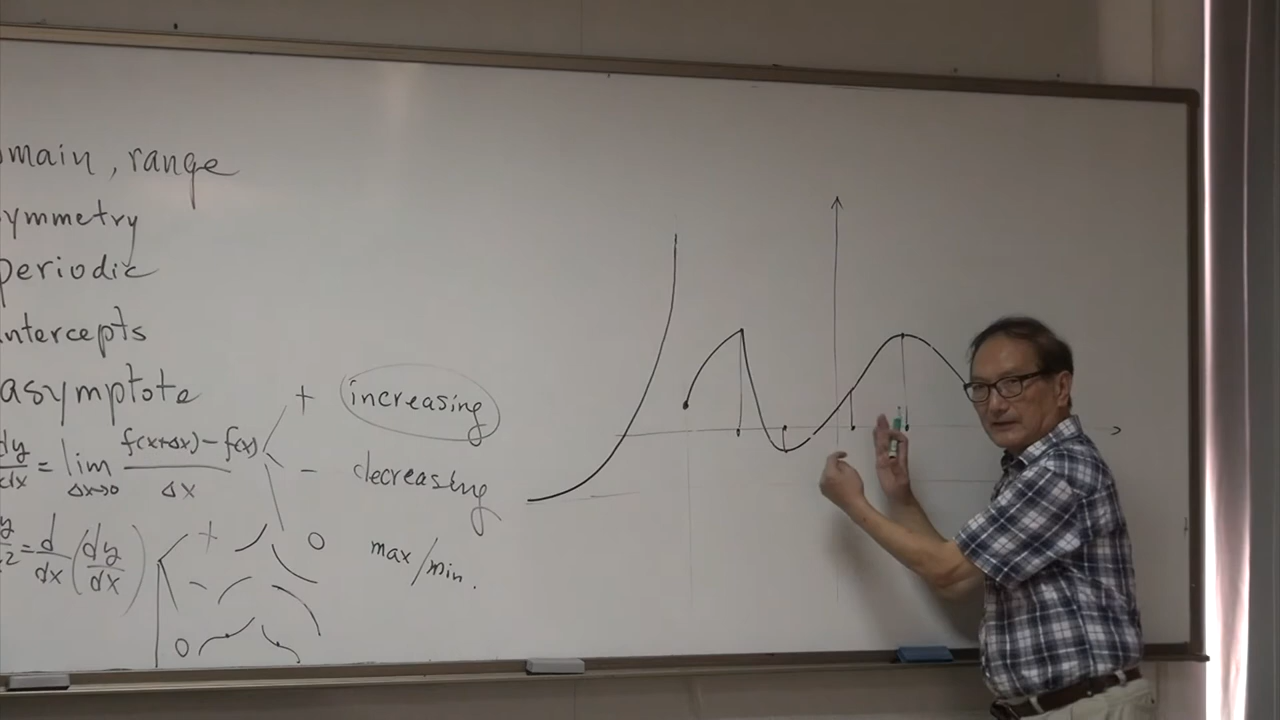 omain, range
ymmetry
periodic
intercepts
asymptote
+ increasing
dy/dx = lim Δx→0 f(x+Δx) - f(x) / Δx
- decreasing
= d/dx (dy/dx) + 0 max/min.
-
0